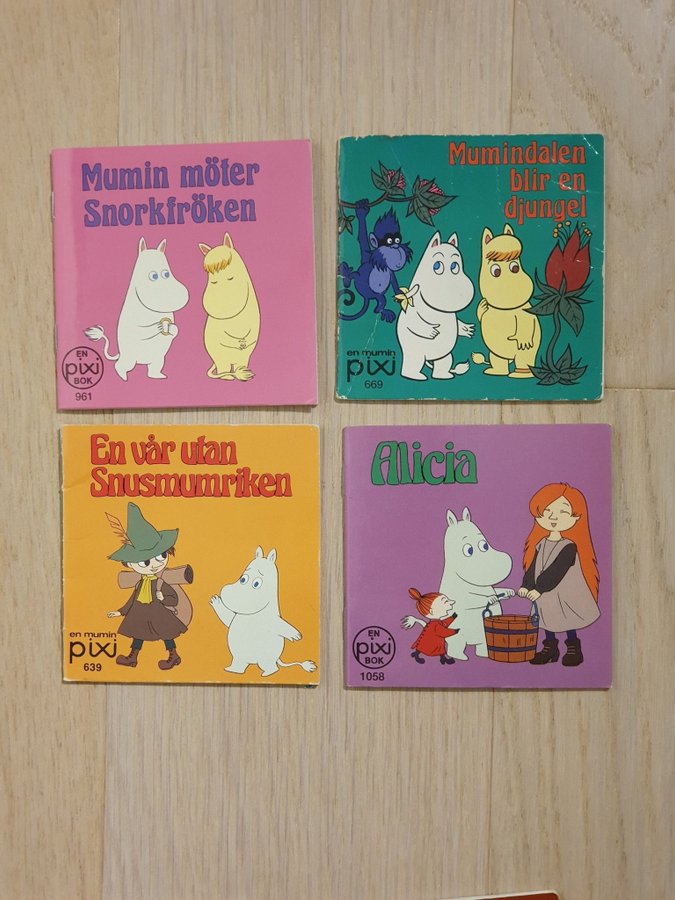 Mumin möter
Snorkfröken
EN
pixi
BOK
961
Mumindalen
blir en
djungel
en mumin
pixi
669
En vår utan
Snusmumriken
en mumin
pixi
639
Alicia
EN
pixi
BOK
1058